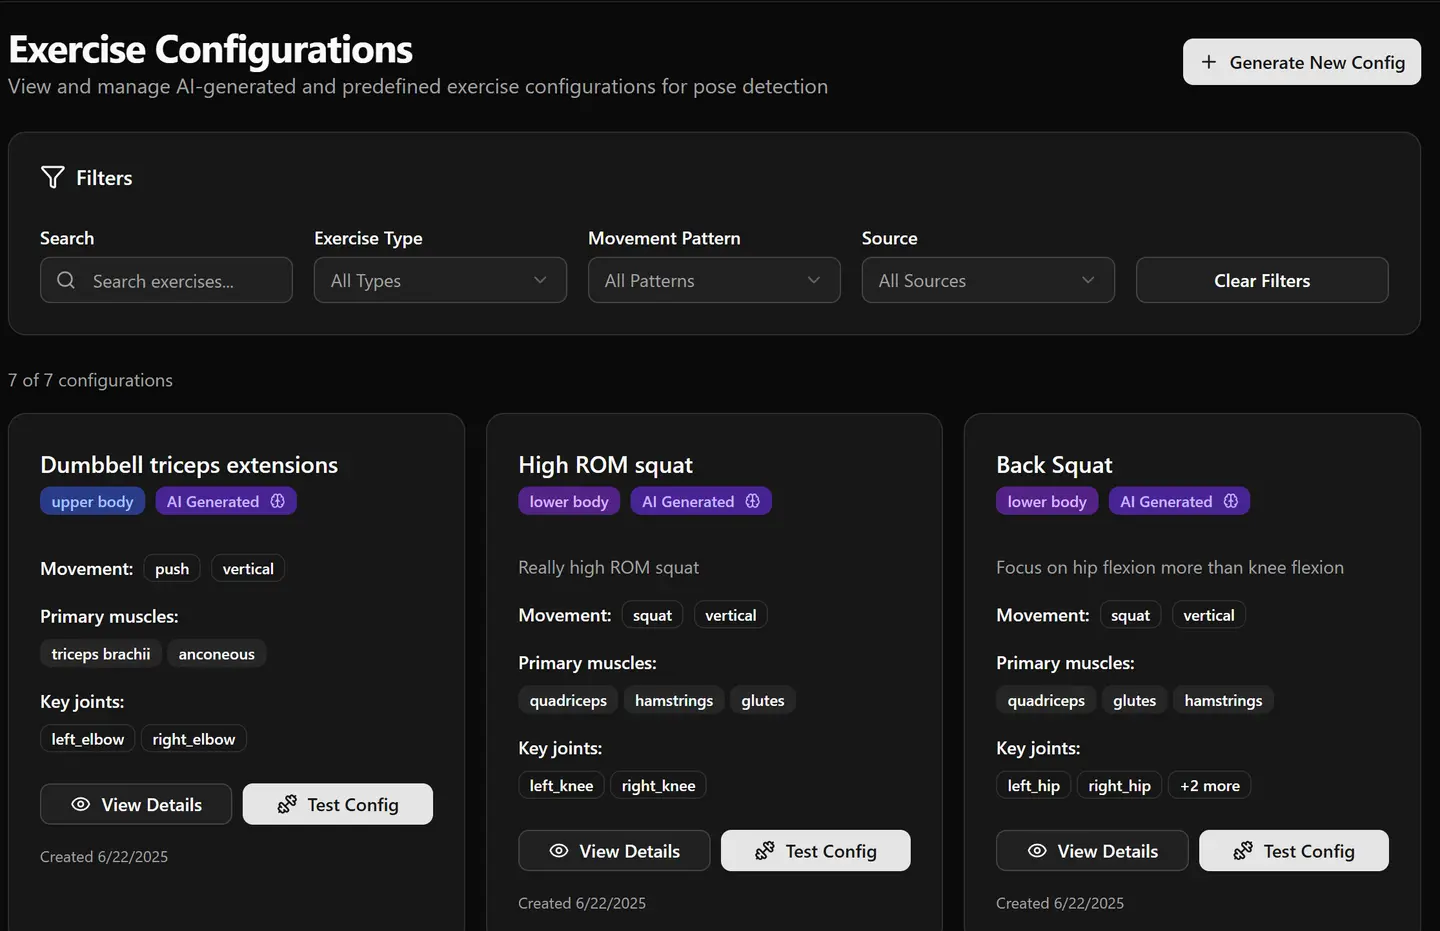 Exercise Configurations
View and manage AI-generated and predefined exercise configurations for pose detection
+ Generate New Config
Filters
Search
Exercise Type
Movement Pattern
Source
Search exercises...
All Types
All Patterns
All Sources
Clear Filters
7 of 7 configurations
Dumbbell triceps extensions
upper body
AI Generated
Movement: push vertical
Primary muscles:
triceps brachii anconeous
Key joints:
left_elbow right_elbow
View Details
Test Config
Created 6/22/2025
High ROM squat
lower body
AI Generated
Really high ROM squat
Movement: squat vertical
Primary muscles:
quadriceps hamstrings glutes
Key joints:
left_knee right_knee
View Details
Test Config
Created 6/22/2025
Back Squat
lower body
AI Generated
Focus on hip flexion more than knee flexion
Movement: squat vertical
Primary muscles:
quadriceps glutes hamstrings
Key joints:
left_hip right_hip +2 more
View Details
Test Config
Created 6/22/2025